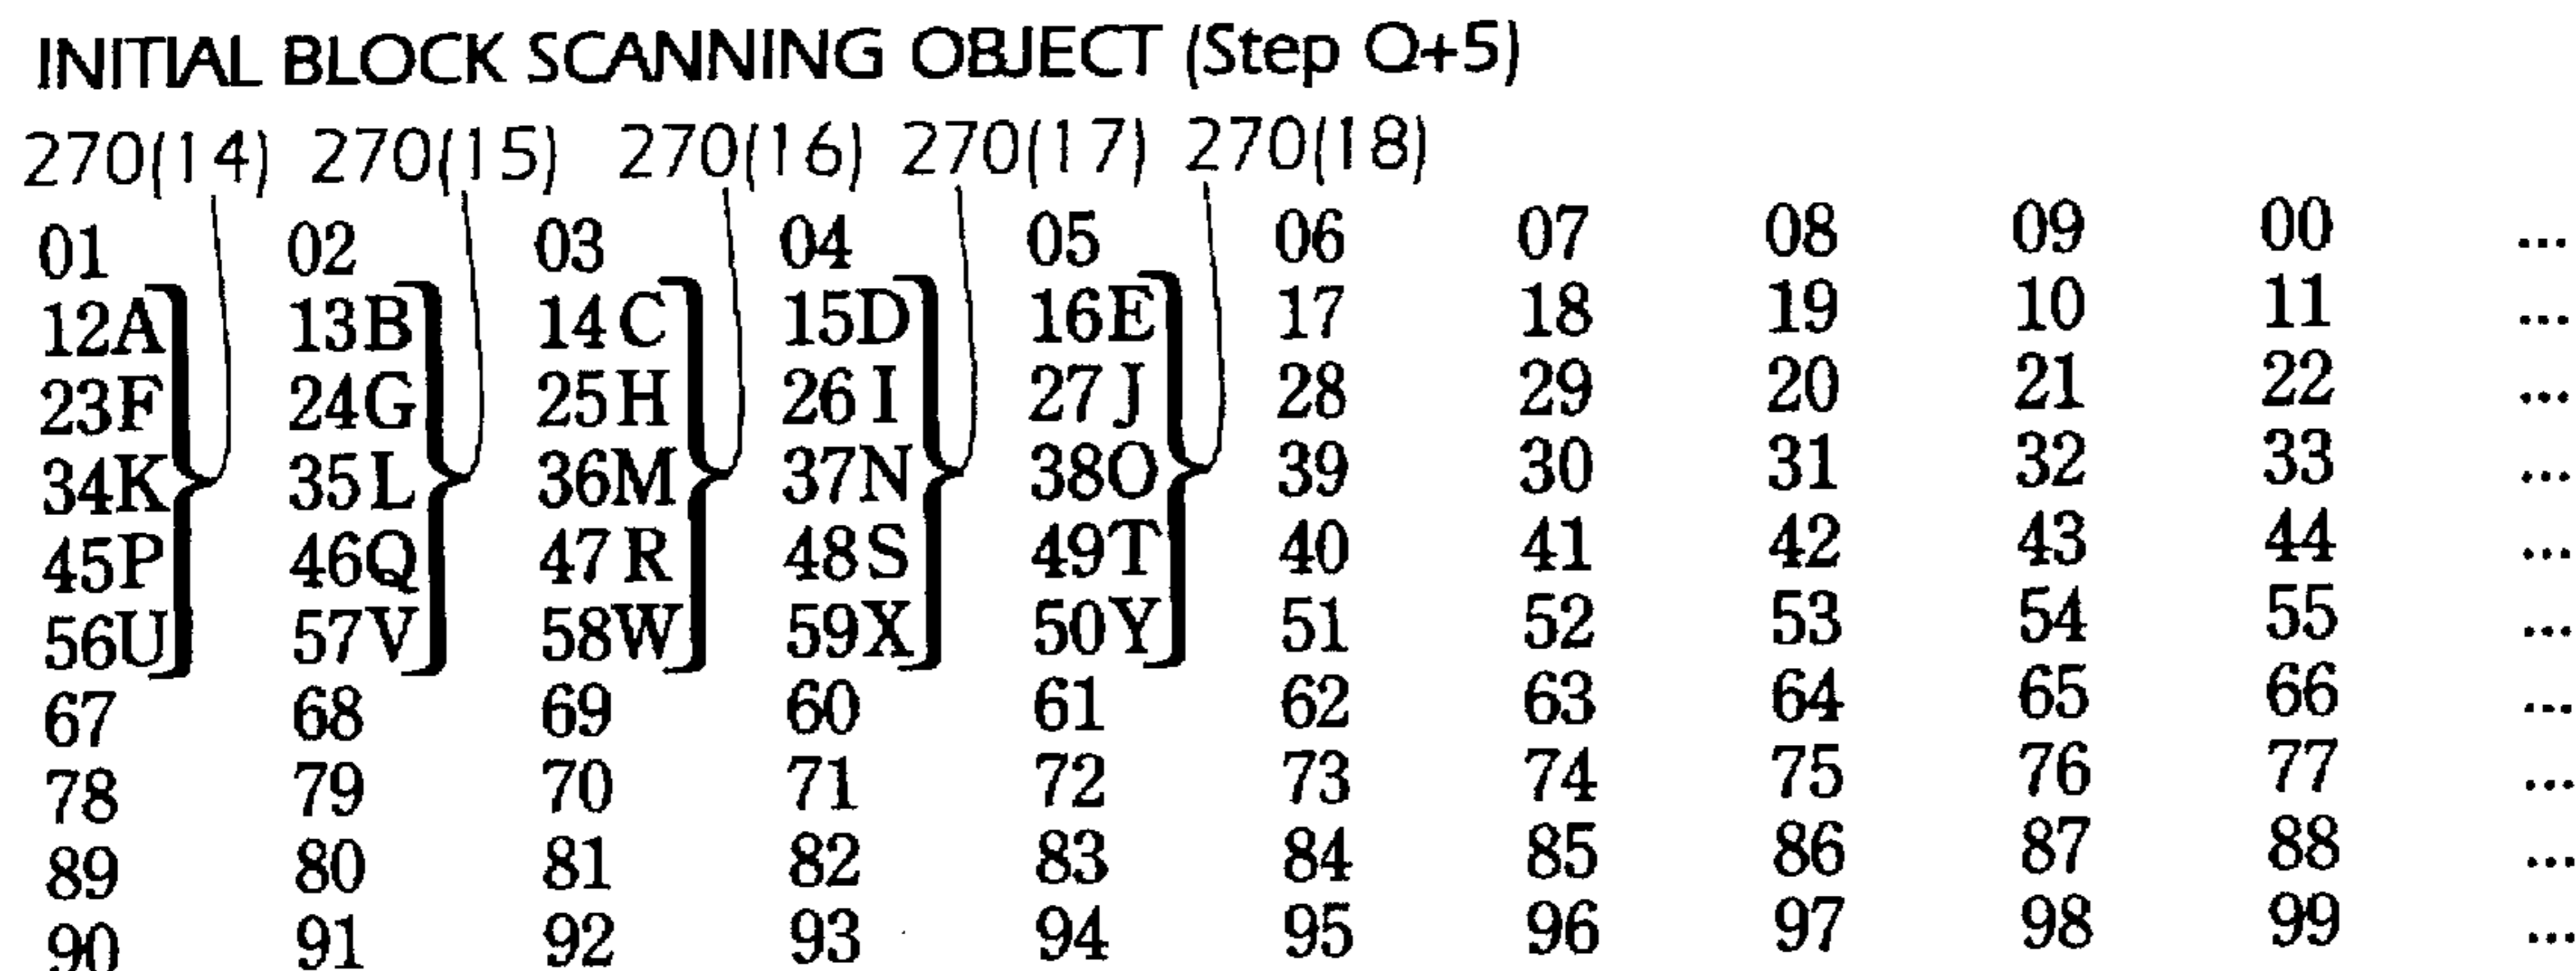 INITIAL BLOCK SCANNING OBJECT (Step Q+5)
270(14) 270(15) 270(16) 270(17) 270(18)
01 02 03 04 05 06 07 08 09 00 ...
12A 13B 14C 15D 16E 17 18 19 10 11 ...
23F 24G 25H 26I 27J 28 29 20 21 22 ...
34K 35L 36M 37N 38O 39 30 31 32 33 ...
45P 46Q 47R 48S 49T 40 41 42 43 44 ...
56U 57V 58W 59X 50Y 51 52 53 54 55 ...
67 68 69 60 61 62 63 64 65 66 ...
78 79 70 71 72 73 74 75 76 77 ...
89 80 81 82 83 84 85 86 87 88 ...
90 91 92 93 94 95 96 97 98 99 ...